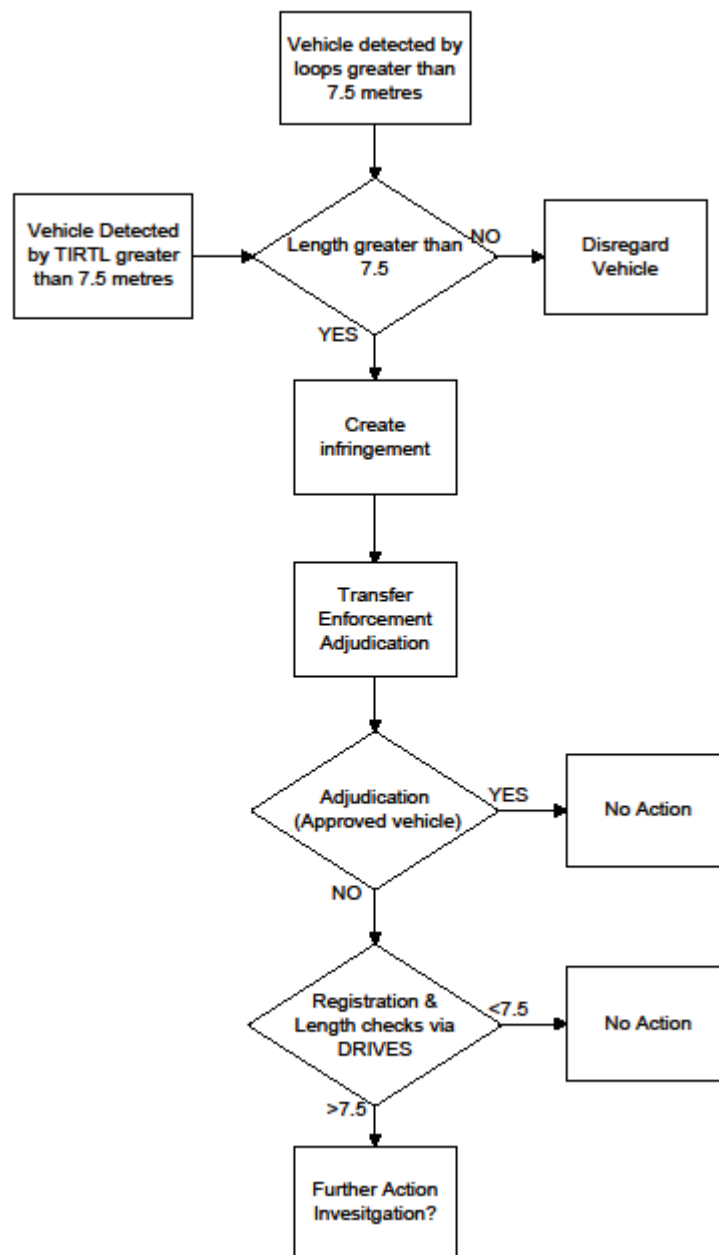 Vehicle detected by
loops greater than
7.5 metres
Vehicle Detected
by TIRTL greater
than 7.5 metres
Length greater than
7.5
NO
Disregard
Vehicle
YES
Create
infringement
Transfer
Enforcement
Adjudication
Adjudication
(Approved vehicle)
YES
No Action
NO
Registration &
Length checks via
DRIVES
<7.5
No Action
>7.5
Further Action
Invesitgation?